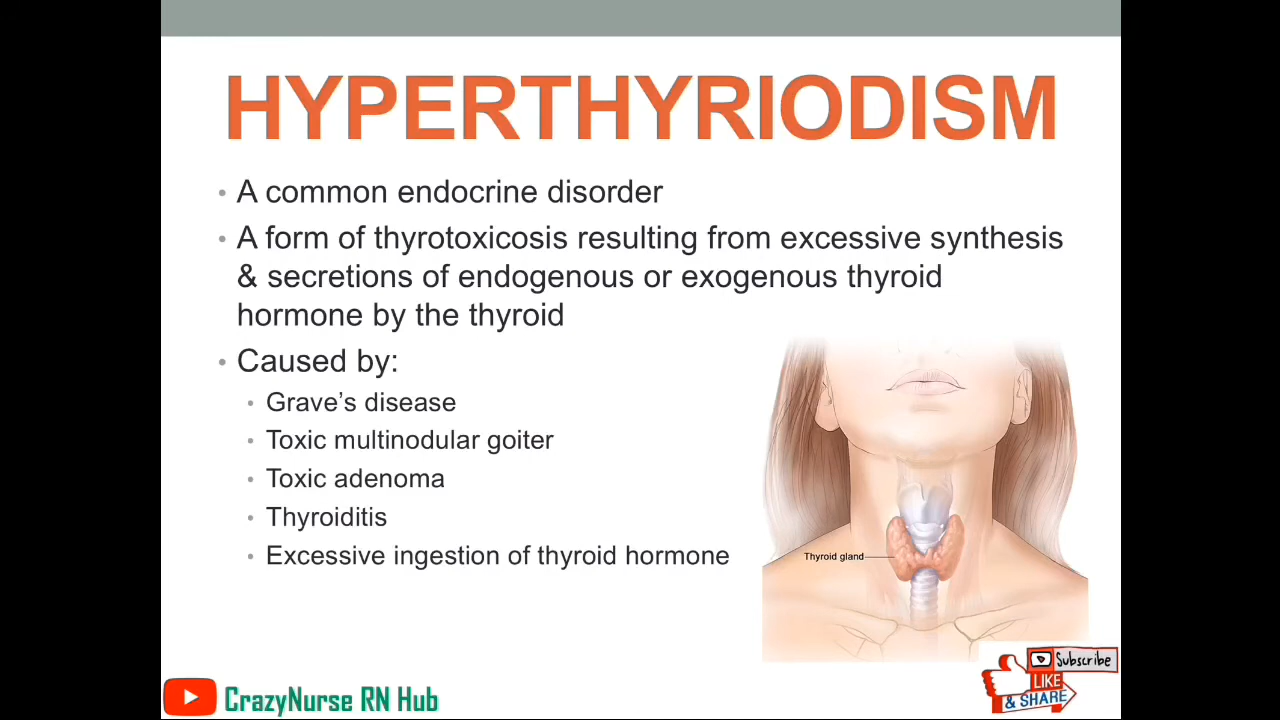 HYPERTHYRIODISM
• A common endocrine disorder
• A form of thyrotoxicosis resulting from excessive synthesis
& secretions of endogenous or exogenous thyroid
hormone by the thyroid
• Caused by:
• Grave’s disease
• Toxic multinodular goiter
• Toxic adenoma
• Thyroiditis
• Excessive ingestion of thyroid hormone
Thyroid gland
Subscribe
LIKE
& SHARE
CrazyNurse RN Hub